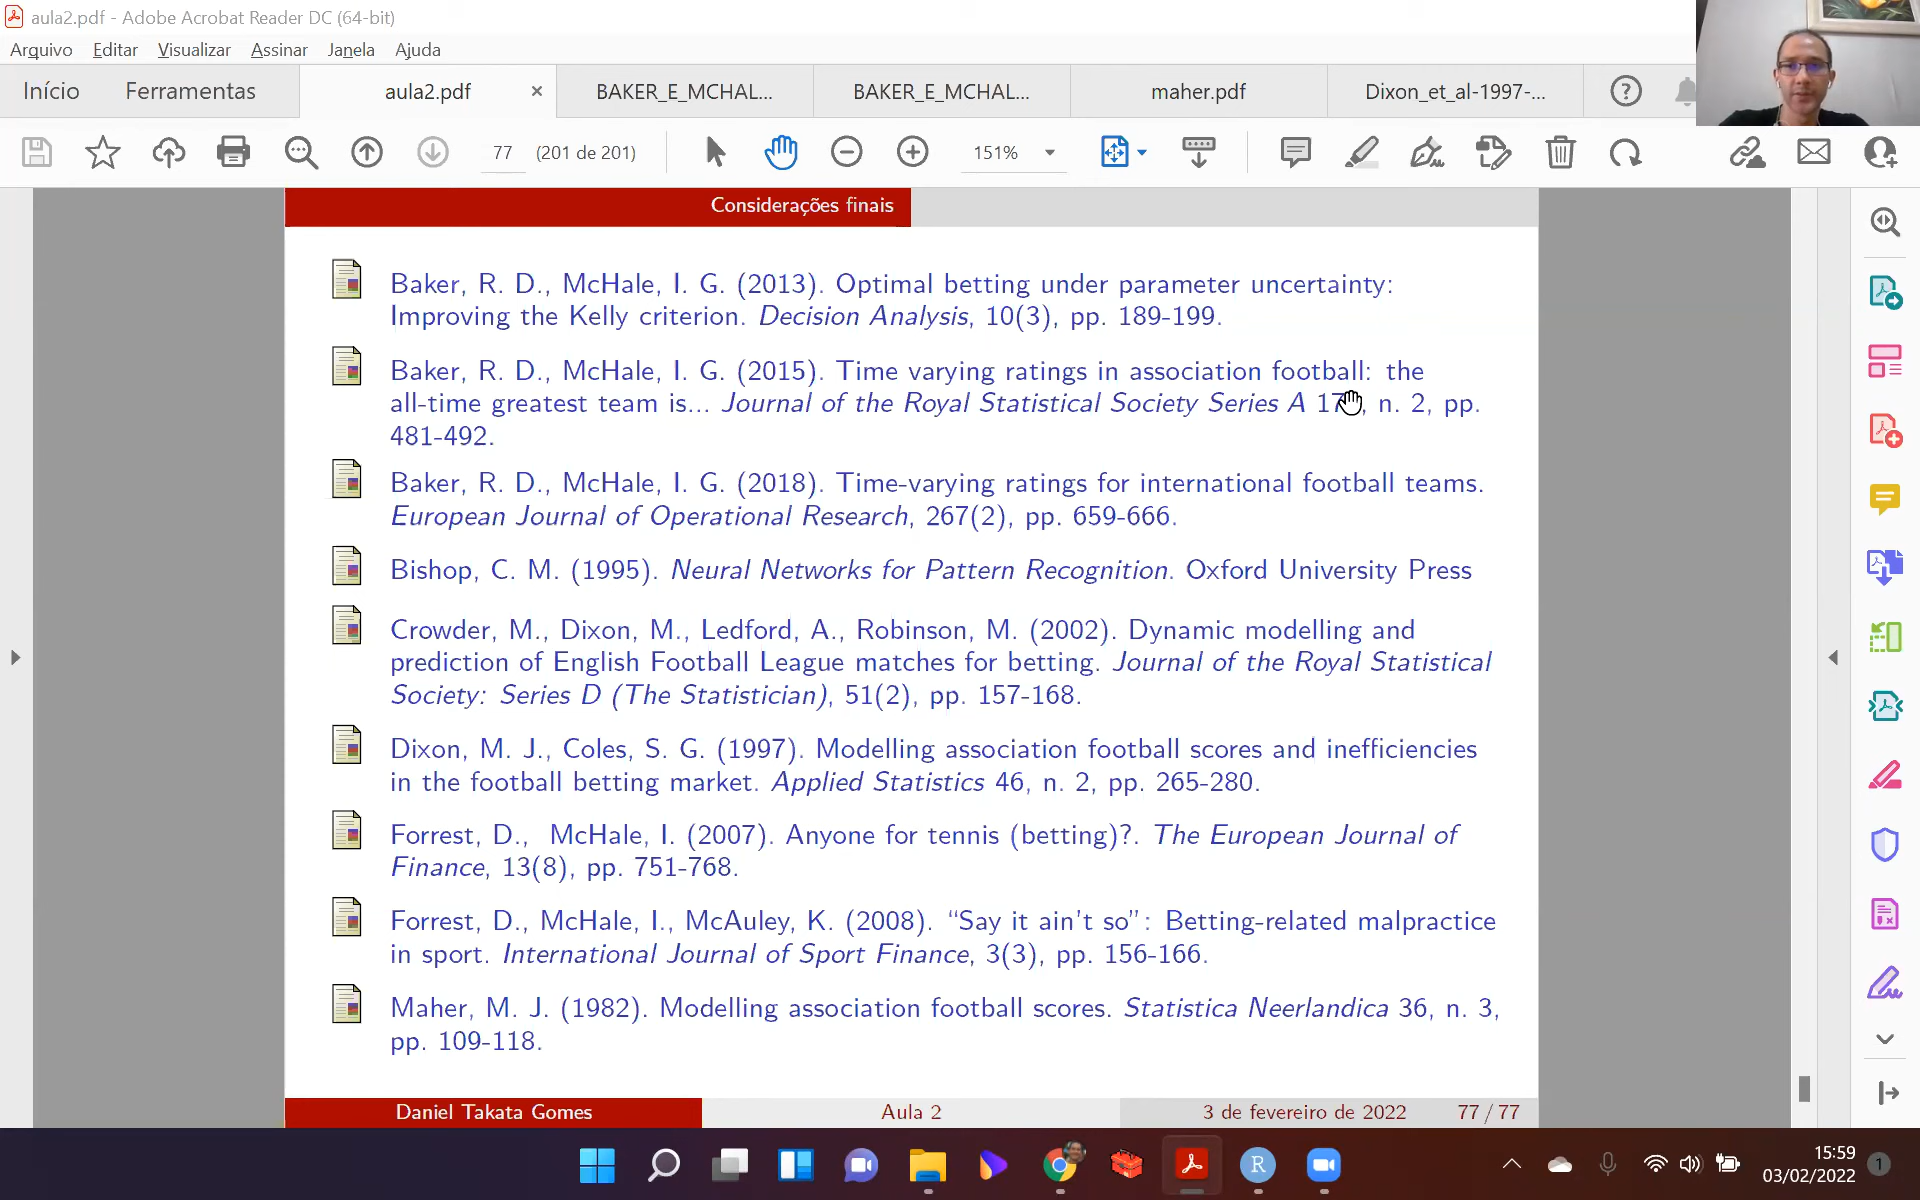 aula2.pdf - Adobe Acrobat Reader DC (64-bit)
Arquivo Editar Visualizar Assinar Janela Ajuda
Início Ferramentas aula2.pdf × BAKER_E_MCHAL... BAKER_E_MCHAL... maher.pdf Dixon_et_al-1997-...
77 (201 de 201) 151%
Considerações finais
Baker, R. D., McHale, I. G. (2013). Optimal betting under parameter uncertainty:
Improving the Kelly criterion. Decision Analysis, 10(3), pp. 189-199.
Baker, R. D., McHale, I. G. (2015). Time varying ratings in association football: the
all-time greatest team is... Journal of the Royal Statistical Society Series A , n. 2, pp.
481-492.
Baker, R. D., McHale, I. G. (2018). Time-varying ratings for international football teams.
European Journal of Operational Research, 267(2), pp. 659-666.
Bishop, C. M. (1995). Neural Networks for Pattern Recognition. Oxford University Press
Crowder, M., Dixon, M., Ledford, A., Robinson, M. (2002). Dynamic modelling and
prediction of English Football League matches for betting. Journal of the Royal Statistical
Society: Series D (The Statistician), 51(2), pp. 157-168.
Dixon, M. J., Coles, S. G. (1997). Modelling association football scores and inefficiencies
in the football betting market. Applied Statistics 46, n. 2, pp. 265-280.
Forrest, D., McHale, I. (2007). Anyone for tennis (betting)?. The European Journal of
Finance, 13(8), pp. 751-768.
Forrest, D., McHale, I., McAuley, K. (2008). “Say it ain't so”: Betting-related malpractice
in sport. International Journal of Sport Finance, 3(3), pp. 156-166.
Maher, M. J. (1982). Modelling association football scores. Statistica Neerlandica 36, n. 3,
pp. 109-118.
Daniel Takata Gomes Aula 2 3 de fevereiro de 2022 77 / 77
R
15:59
03/02/2022 1